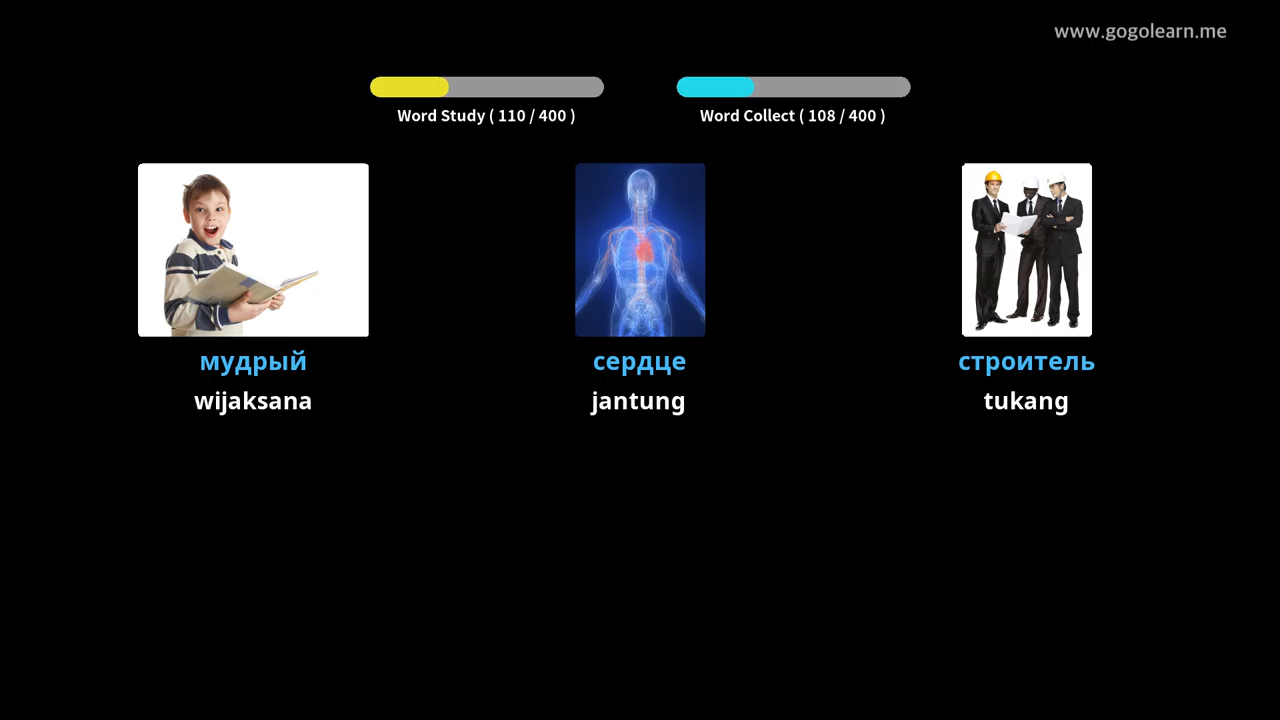 www.gogolearn.me
Word Study ( 110 / 400 )
Word Collect ( 108 / 400 )
мудрый
сердце
строитель
wijaksana
jantung
tukang